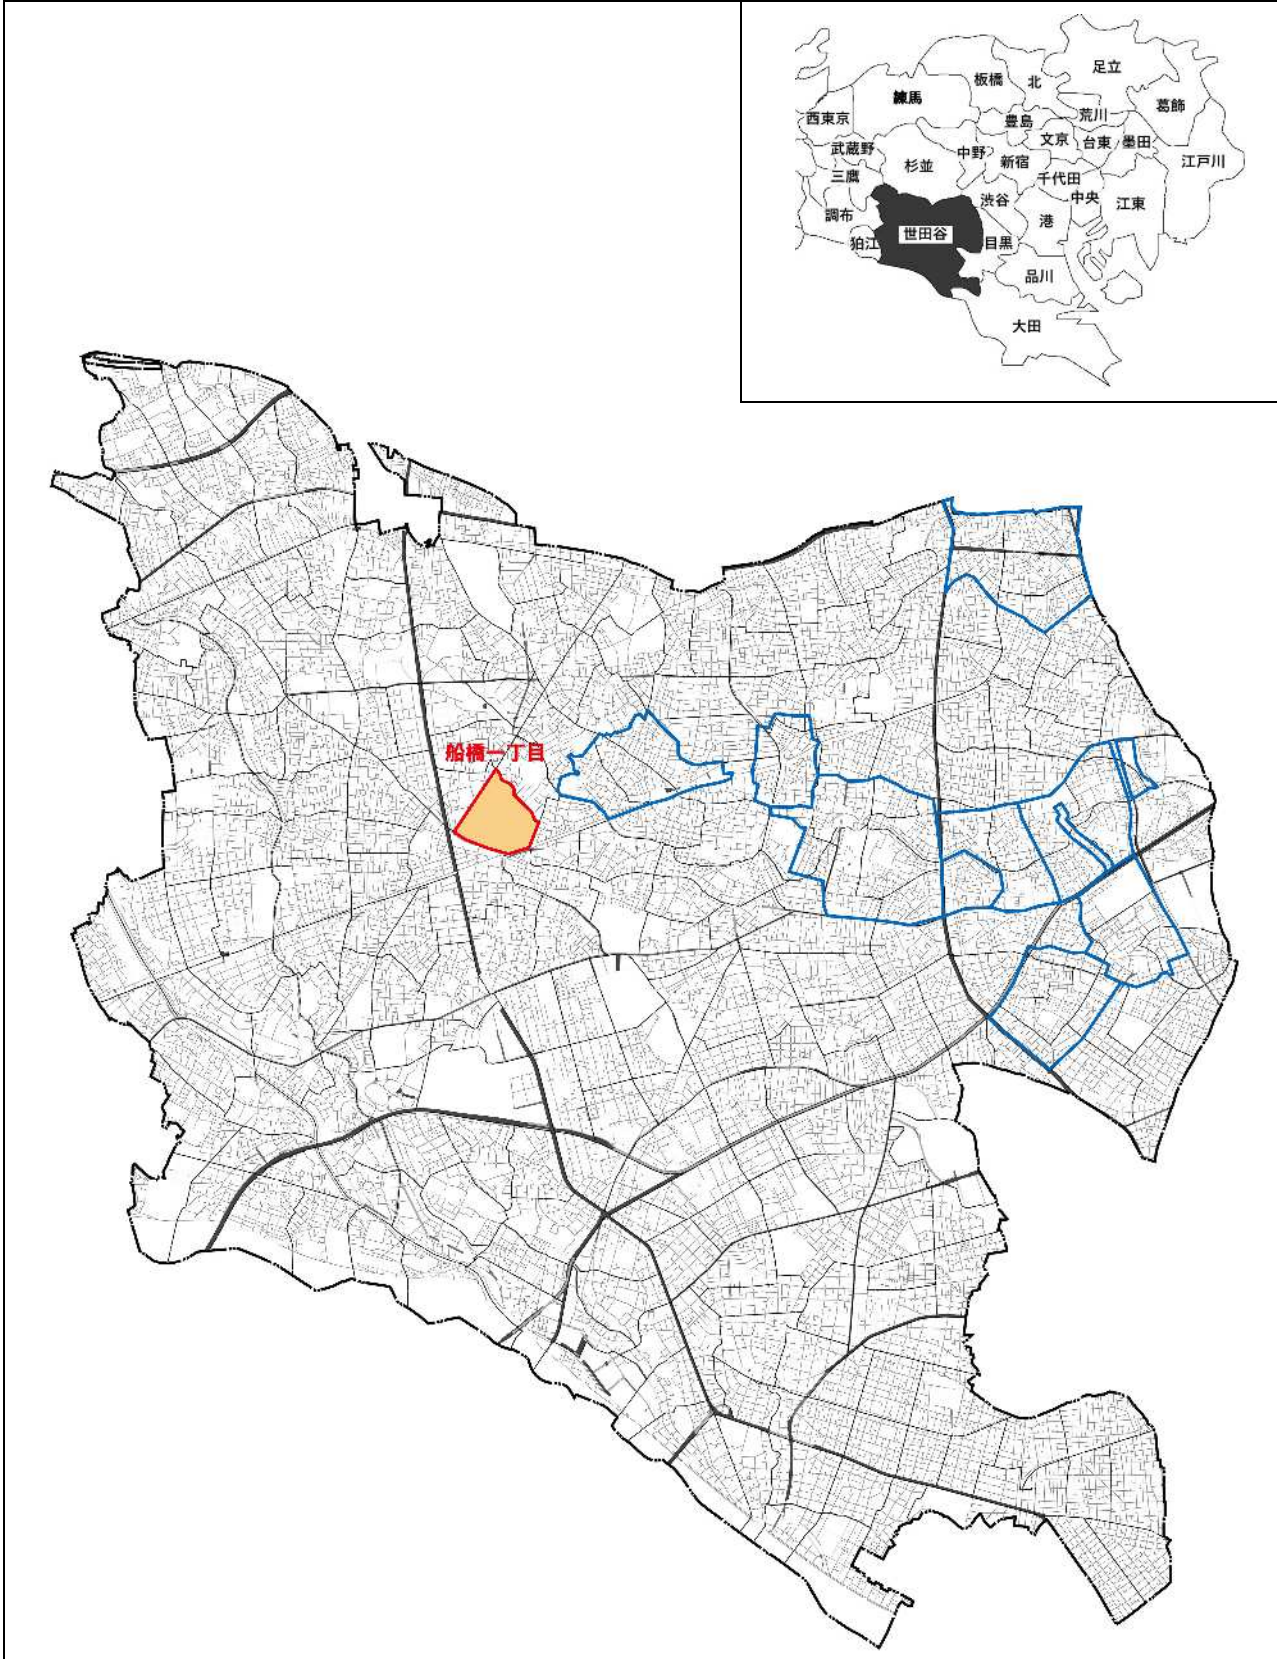 足立
板橋
北
練馬
葛飾
荒川
西東京
豊島
文京
台東
墨田
武蔵野
中野
杉並
新宿
江戸川
三鷹
千代田
渋谷
中央
江東
調布
港
世田谷
狛江
目黒
品川
大田
船橋一丁目